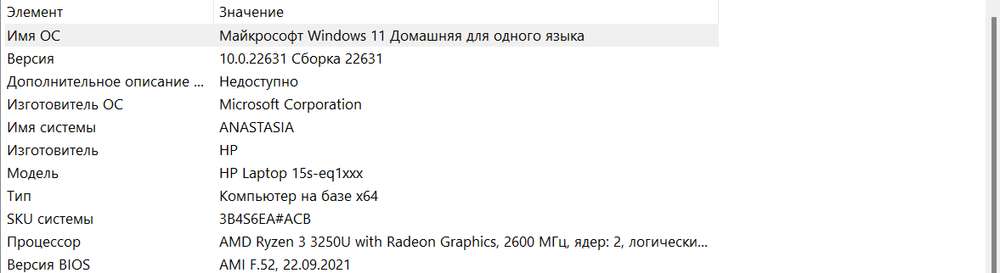 Элемент Значение
Имя ОС Майкрософт Windows 11 Домашняя для одного языка
Версия 10.0.22631 Сборка 22631
Дополнительное описание ... Недоступно
Изготовитель ОС Microsoft Corporation
Имя системы ANASTASIA
Изготовитель HP
Модель HP Laptop 15s-eq1xxx
Тип Компьютер на базе x64
SKU системы 3B4S6EA#ACB
Процессор AMD Ryzen 3 3250U with Radeon Graphics, 2600 МГц, ядер: 2, логически...
Версия BIOS AMI F.52, 22.09.2021